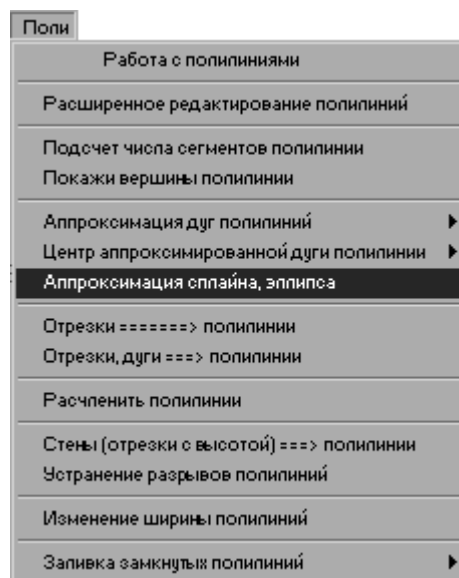 Поли
Работа с полилиниями
Расширенное редактирование полилиний
Подсчет числа сегментов полилинии
Покажи вершины полилинии
Аппроксимация дуг полилиний
Центр аппроксимированной дуги полилинии
Аппроксимация сплайна, эллипса
Отрезки =======> полилинии
Отрезки, дуги ===> полилинии
Расчленить полилинии
Стены (отрезки с высотой) ===> полилинии
Устранение разрывов полилиний
Изменение ширины полилиний
Заливка замкнутых полилиний